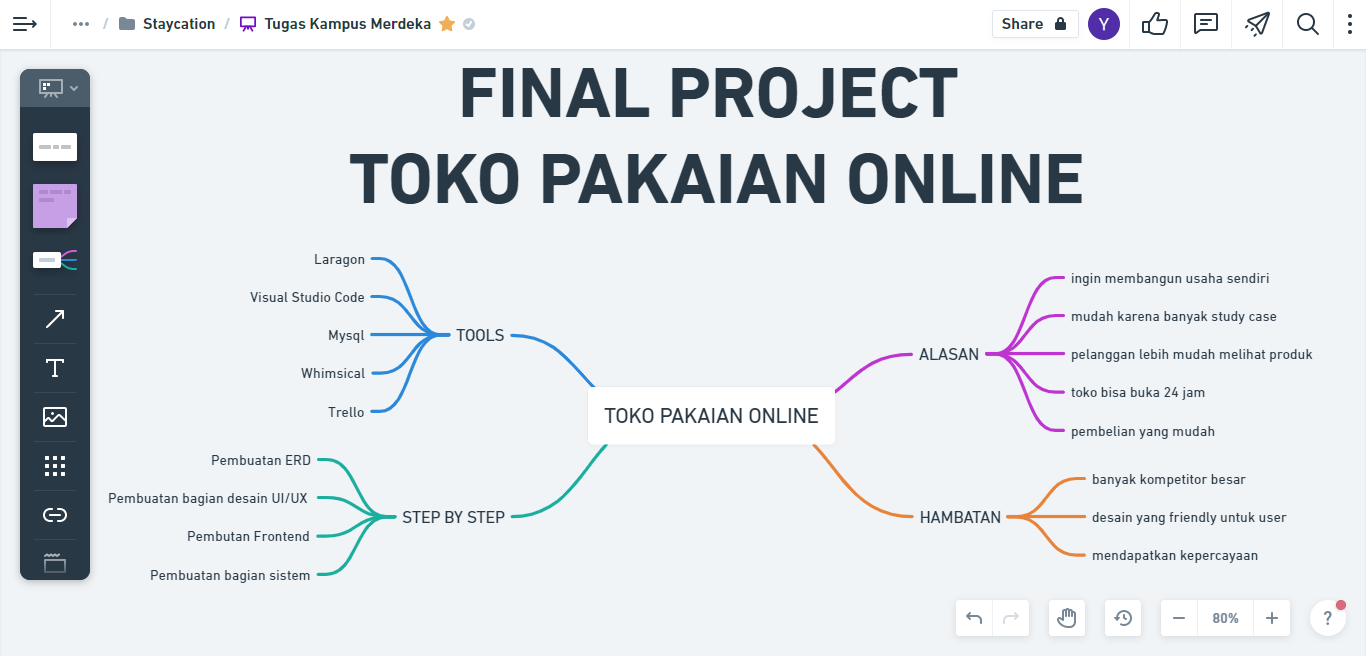 Staycation / Tugas Kampus Merdeka
Share
Y
FINAL PROJECT
TOKO PAKAIAN ONLINE
Laragon
Visual Studio Code
Mysql
Whimsical
Trello
TOOLS
Pembuatan ERD
Pembuatan bagian desain UI/UX
Pembutan Frontend
Pembuatan bagian sistem
STEP BY STEP
TOKO PAKAIAN ONLINE
ALASAN
ingin membangun usaha sendiri
mudah karena banyak study case
pelanggan lebih mudah melihat produk
toko bisa buka 24 jam
pembelian yang mudah
HAMBATAN
banyak kompetitor besar
desain yang friendly untuk user
mendapatkan kepercayaan
80%
?